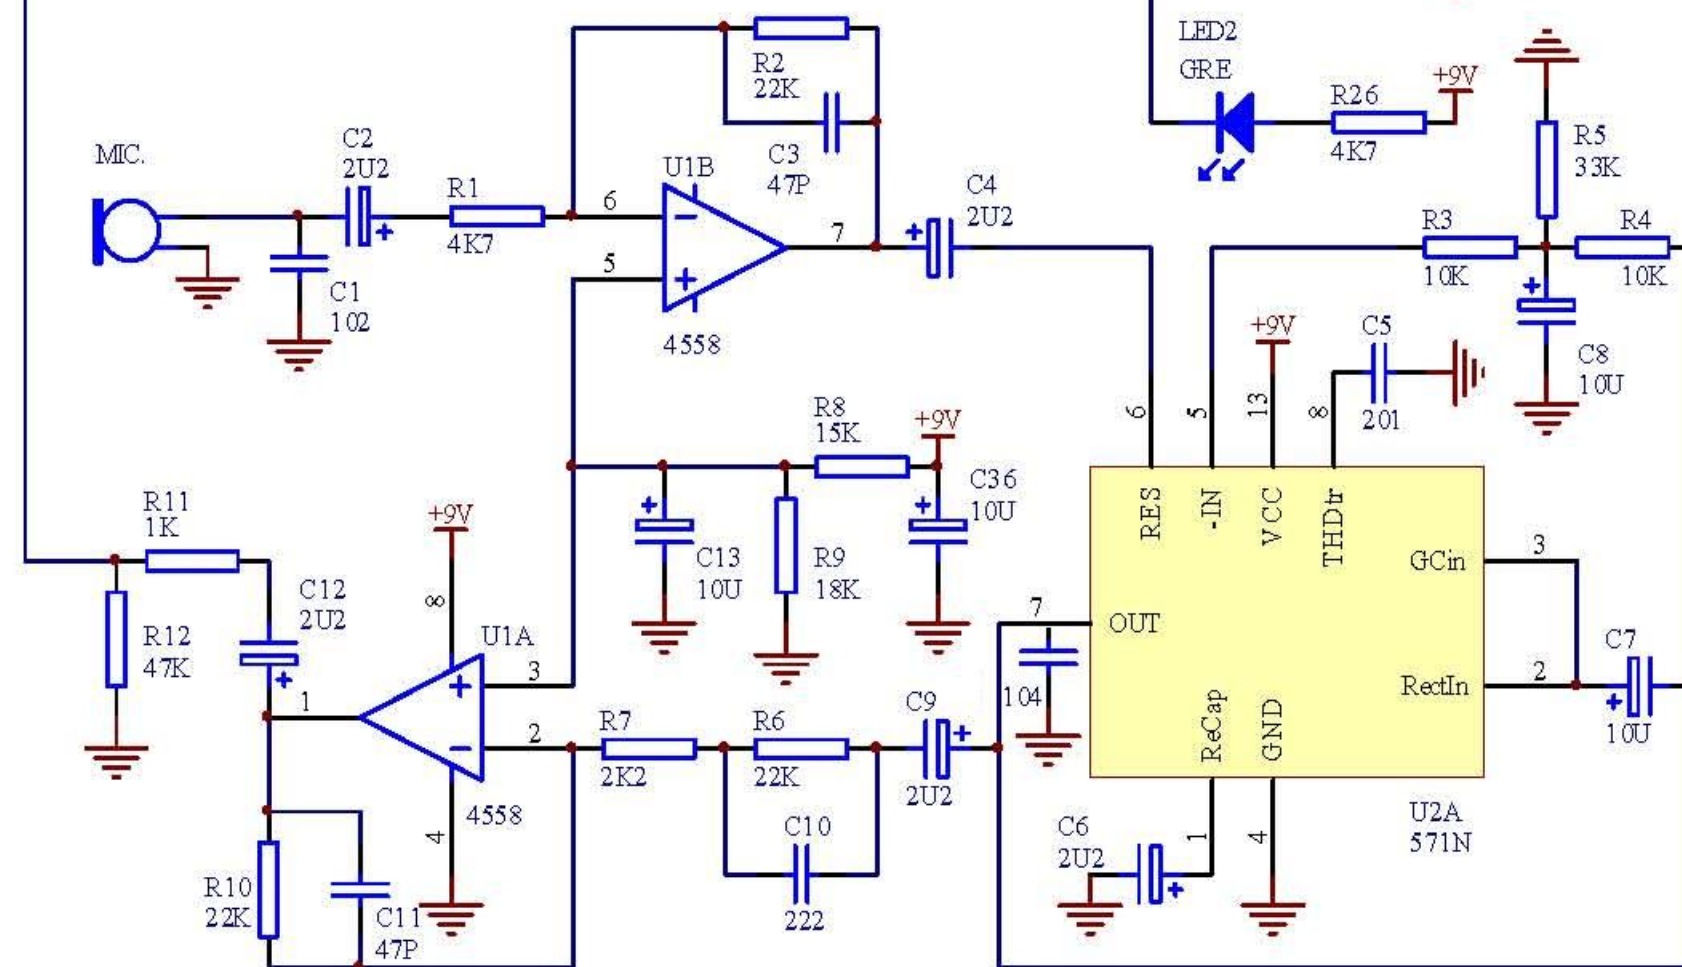 LED2
GRE
+9V
R26
4K7
R2
22K
C3
47P
MIC.
C2
2U2
R1
4K7
C1
102
U1B
6
5
7
4558
C4
2U2
R5
33K
R3
10K
R4
10K
C8
10U
+9V
C5
201
6
5
13
8
R8
15K
+9V
C36
10U
C13
10U
R9
18K
R11
1K
R12
47K
C12
2U2
+9V
8
U1A
3
1
2
4
4558
R7
2K2
R6
22K
C9
2U2
C10
222
R10
22K
C11
47P
RES
-IN
VCC
THDtr
GCin
3
7
OUT
104
RectIn
2
C7
10U
ReCap
GND
U2A
571N
C6
2U2
1
4